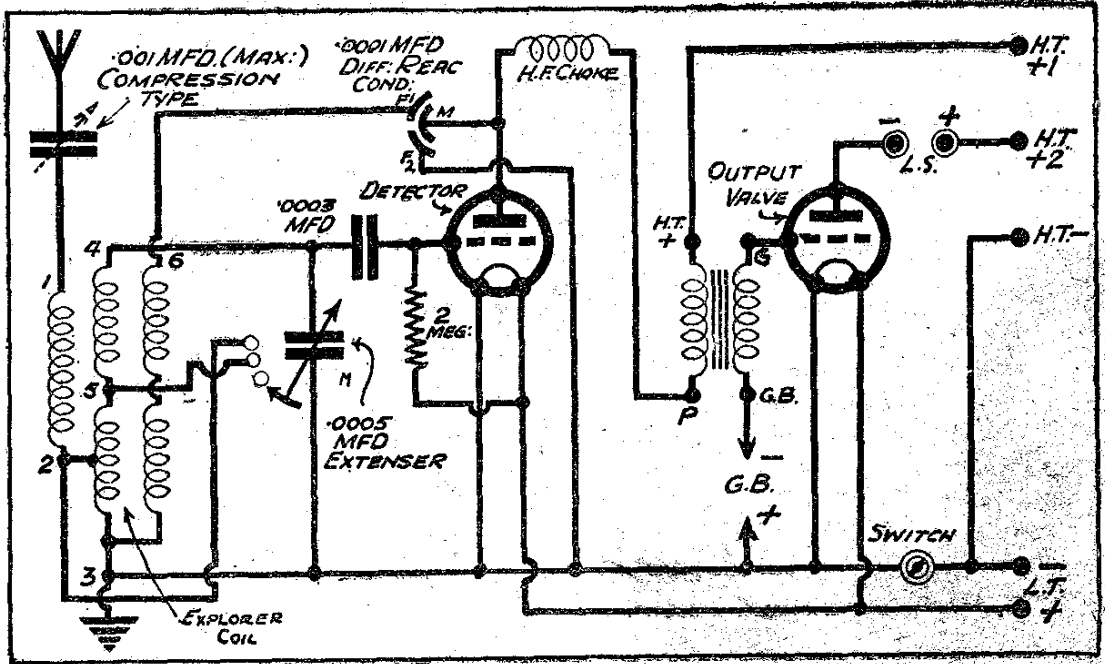 .001 MFD. (MAX:)
COMPRESSION
TYPE
.0001 MFD
DIFF: REAC
COND:
F1
M
F2
H.F. CHOKE
H.T.
+1
- +
L.S.
H.T.
+2
DETECTOR
OUTPUT
VALVE
.0003
MFD
H.T.
+
G
H.T.-
4
6
1
2
MEG:
5
M
P
G.B.
.0005
MFD
EXTENSER
2
-
G.B.
+
SWITCH
3
-
L.T.
+
EXPLORER
COIL